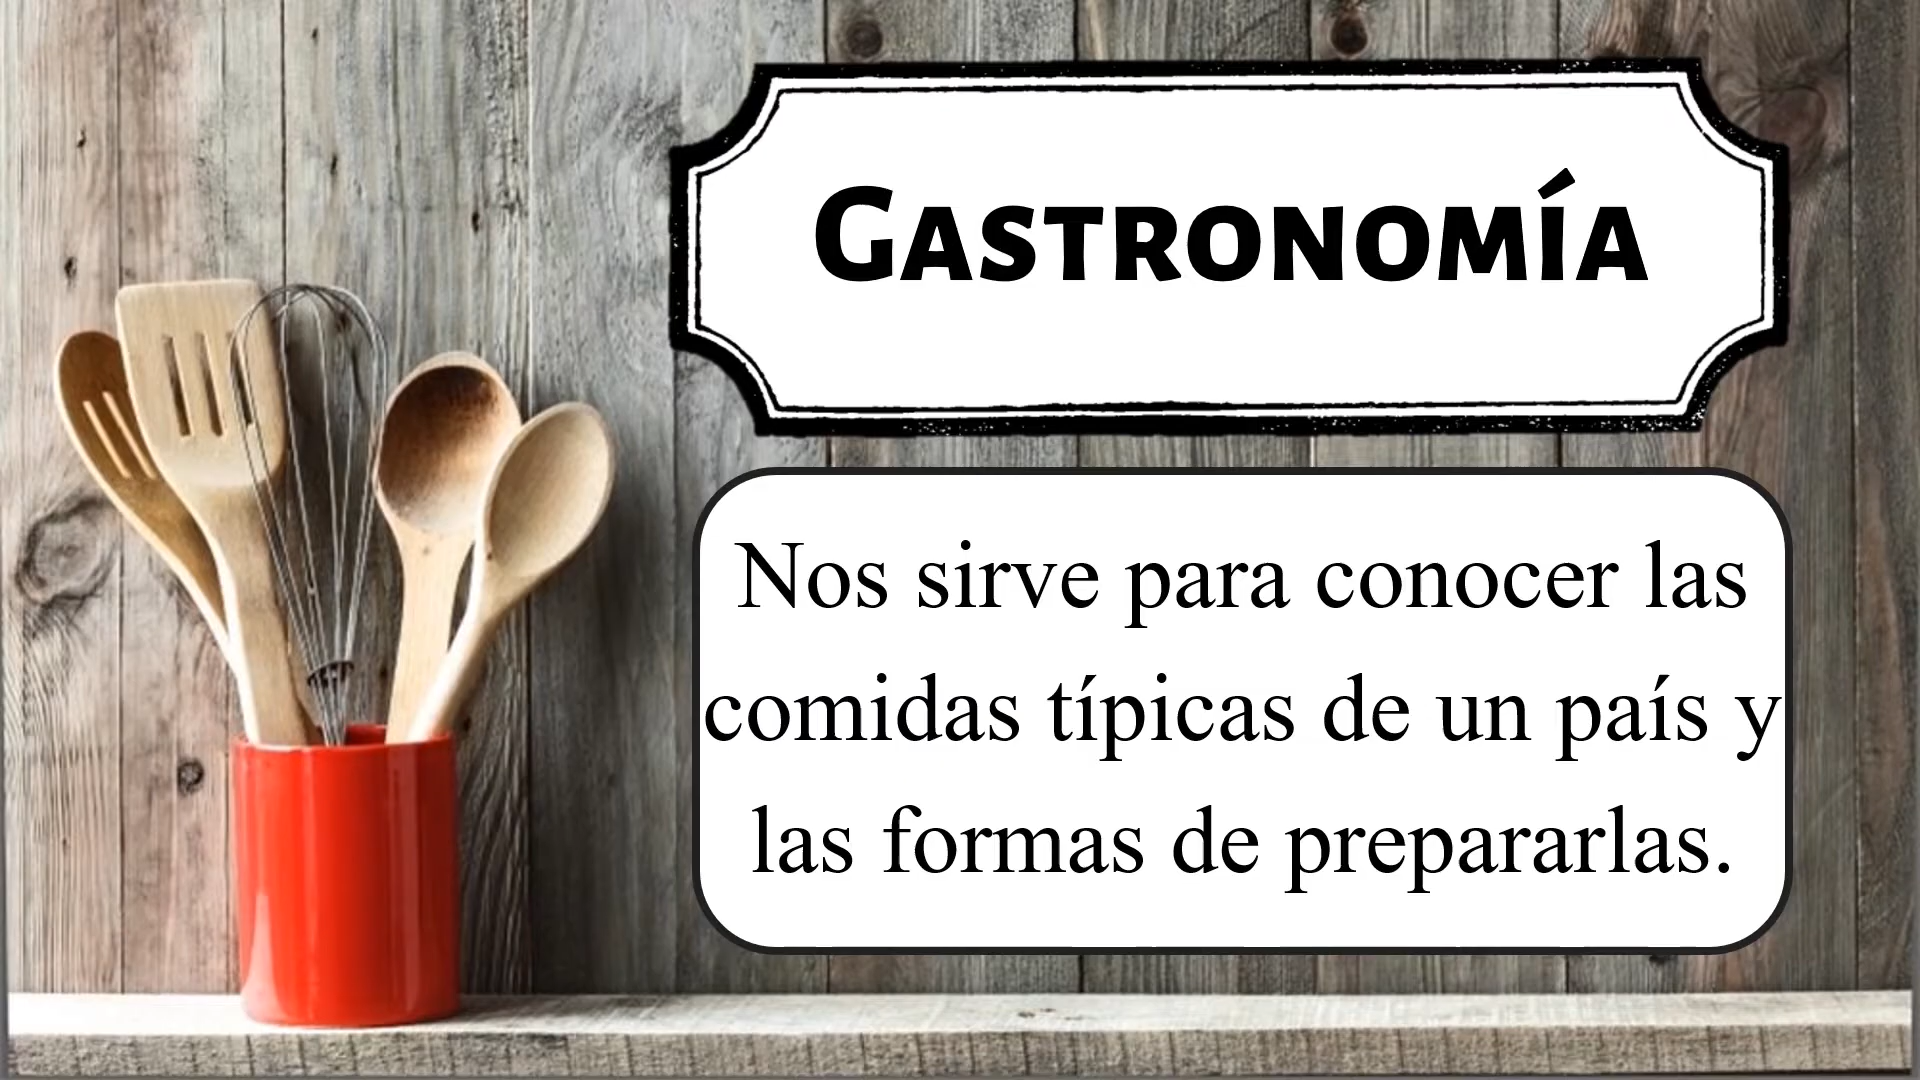 Gastronomía
Nos sirve para conocer las
comidas típicas de un país y
las formas de prepararlas.